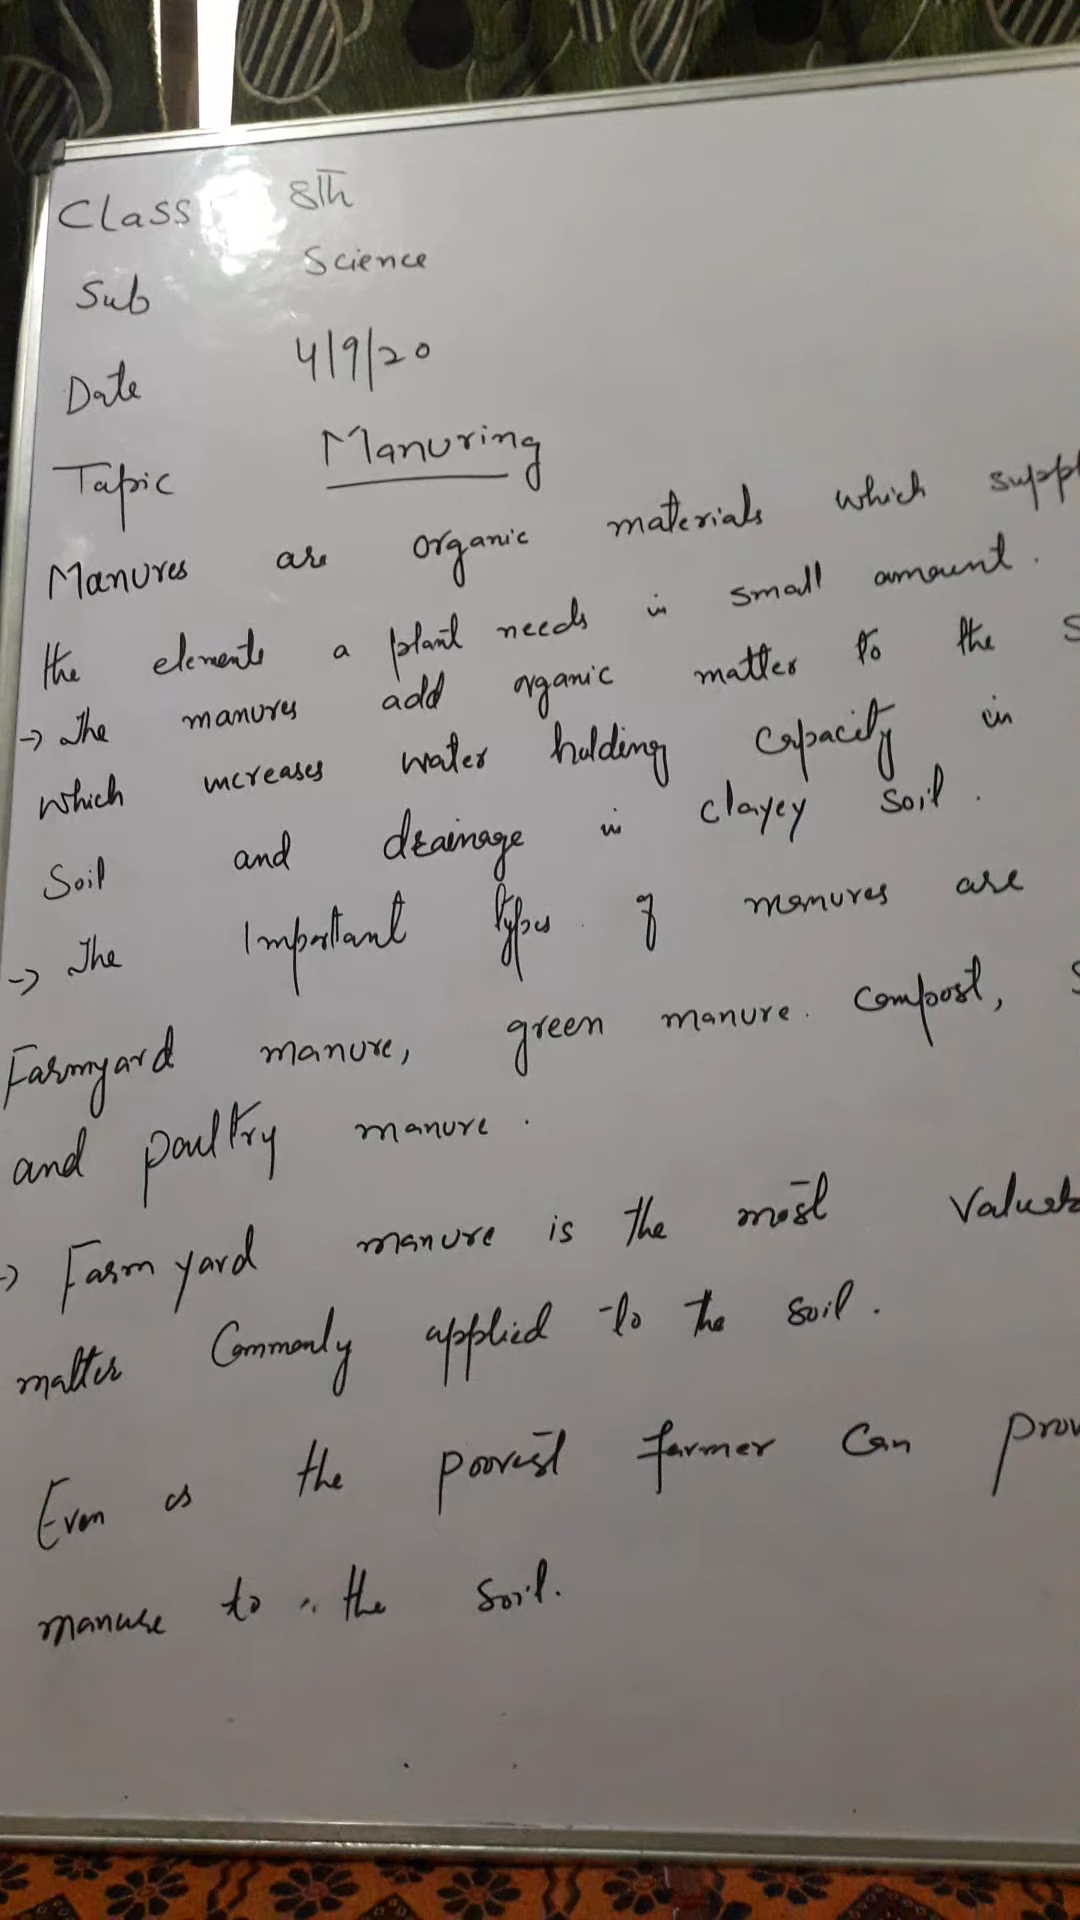 Class 8Th
Sub Science
Date 4/9/20
Topic Manuring
Manures are organic materials which suppl
the elements a plant needs in small amount.
→ The manures add organic matter to the S
which increases water holding capacity in
Soil and drainage in clayey soil.
→ The Important types of manures are
Farmyard manure, green manure. Compost, S
and poultry manure.
→ Farm yard manure is the most Valuab
matter Commonly applied to the soil.
Even as the poorest farmer Can prov
manure to the soil.